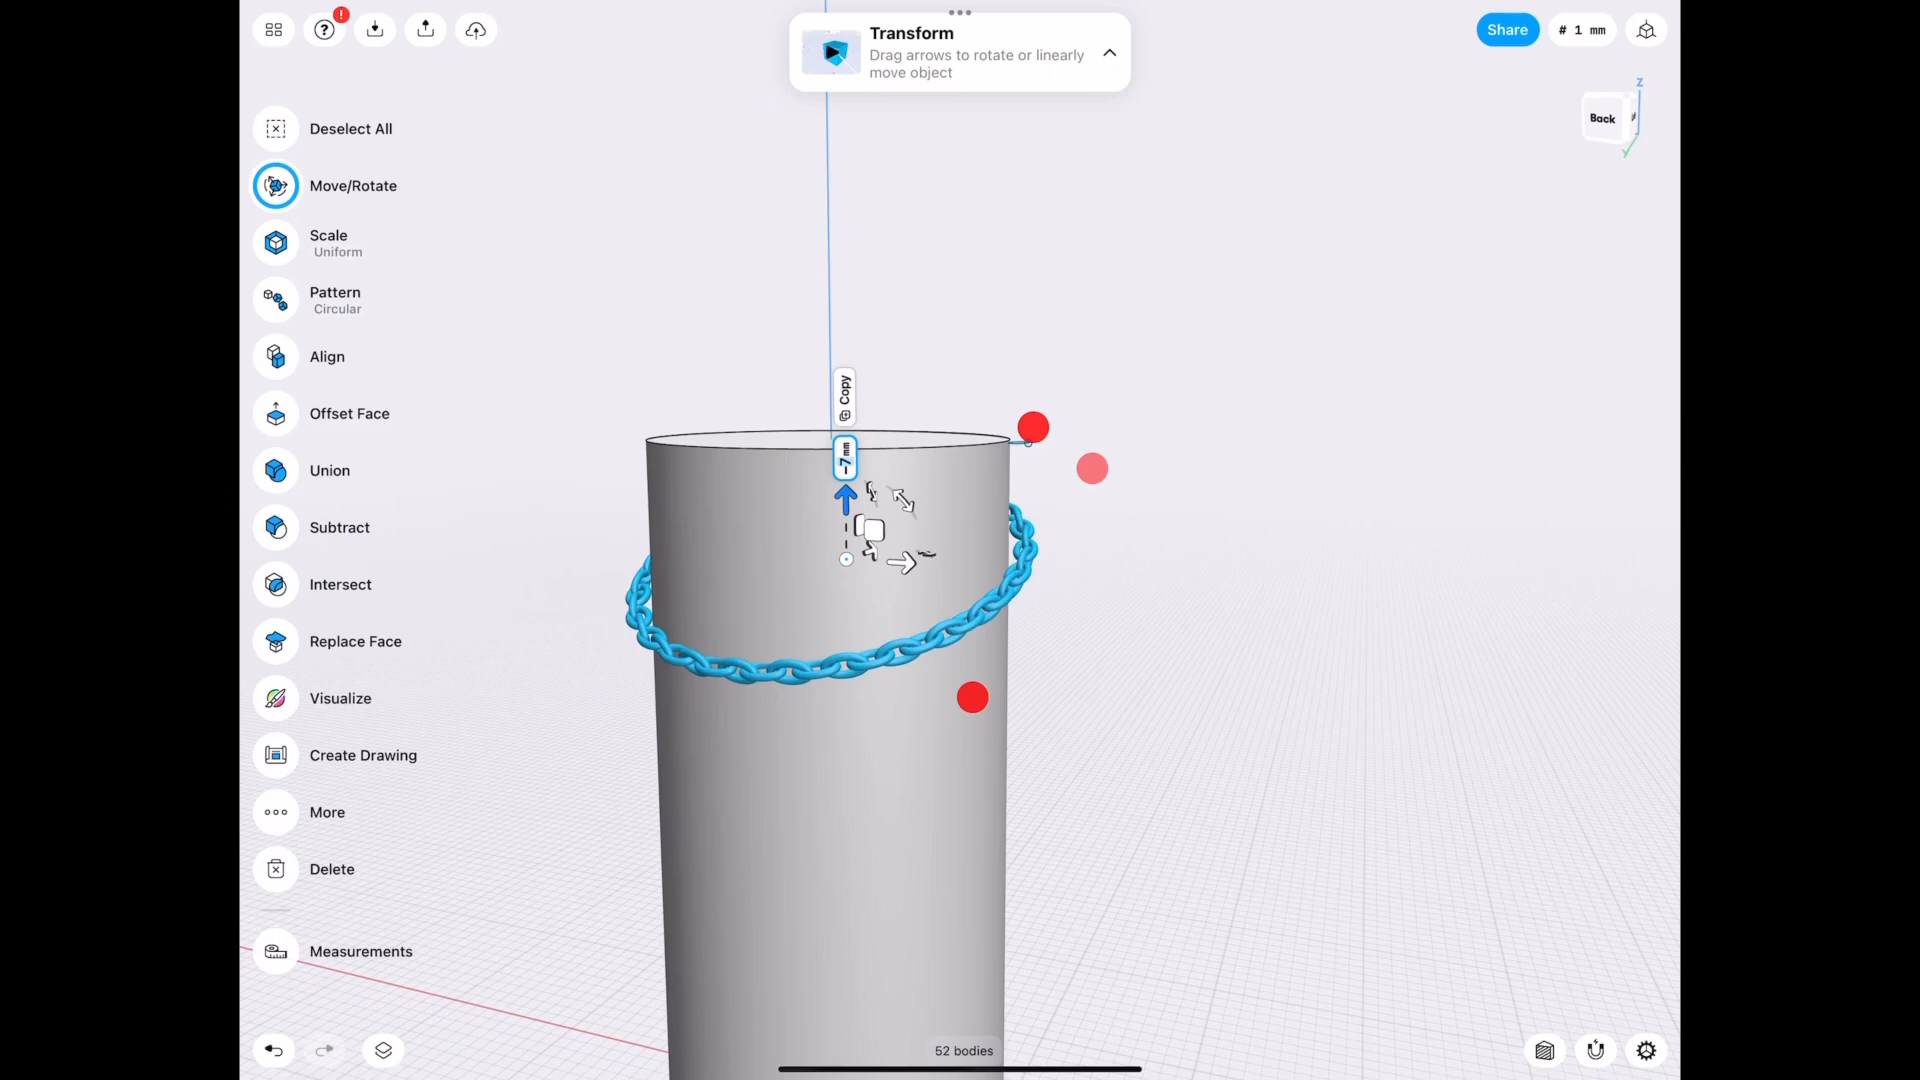 Transform
Drag arrows to rotate or linearly
move object
Share
# 1 mm
Z
Back
Y
Deselect All
Move/Rotate
Scale
Uniform
Pattern
Circular
Align
Offset Face
Union
Subtract
Intersect
Replace Face
Visualize
Create Drawing
More
Delete
Measurements
Copy
-7 mm
52 bodies